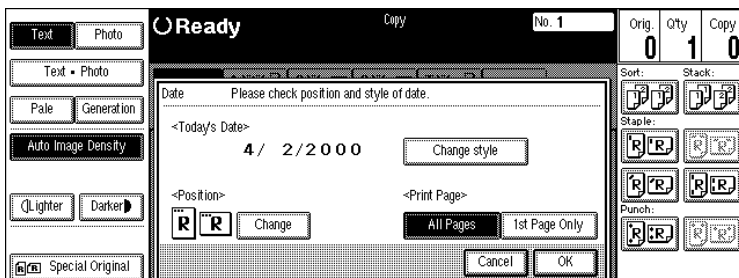 Text Photo
Text • Photo
Pale Generation
Auto Image Density
Lighter Darker
Special Original
Ready
Copy
No. 1
Orig. Q'ty Copy
0 1 0
Date Please check position and style of date.
<Today's Date>
4/ 2/2000
Change style
<Position> <Print Page>
R R Change All Pages 1st Page Only
Cancel OK
Sort: Stack:
Staple:
Punch: